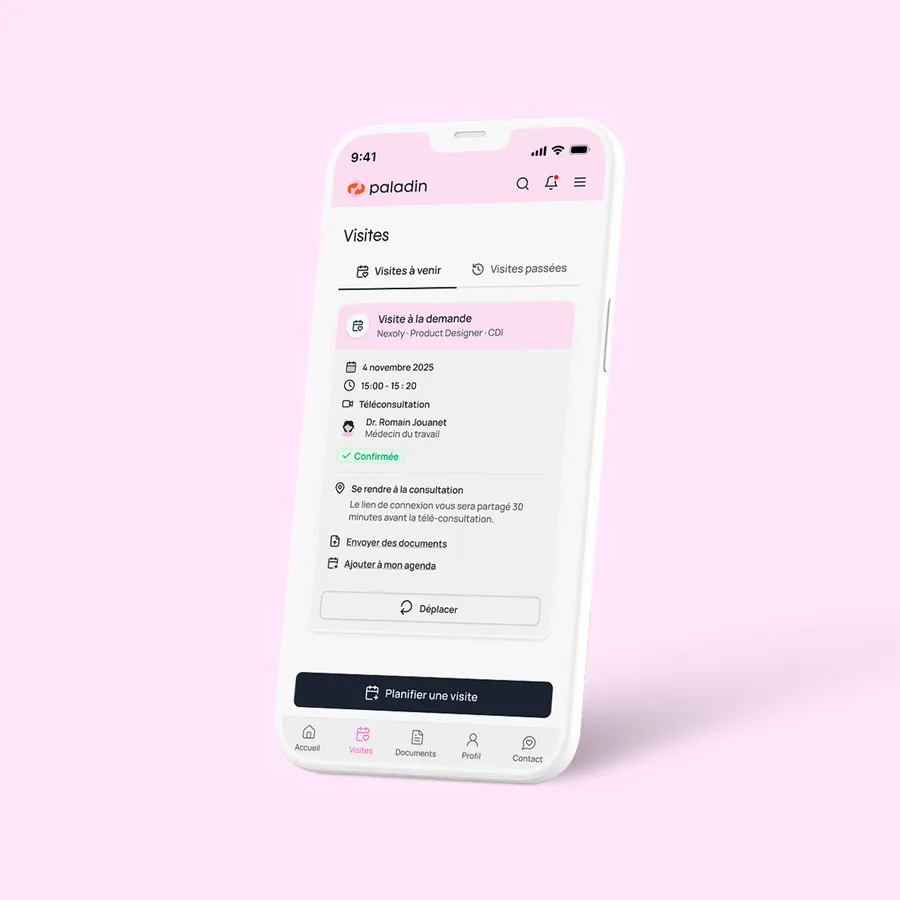 9:41
paladin
Visites
Visites à venir
Visites passées
Visite à la demande
Nexoly · Product Designer · CDI
4 novembre 2025
15:00 - 15 : 20
Téléconsultation
Dr. Romain Jouanet
Médecin du travail
Confirmée
Se rendre à la consultation
Le lien de connexion vous sera partagé 30
minutes avant la télé-consultation.
Envoyer des documents
Ajouter à mon agenda
Déplacer
Planifier une visite
Accueil
Visites
Documents
Profil
Contact